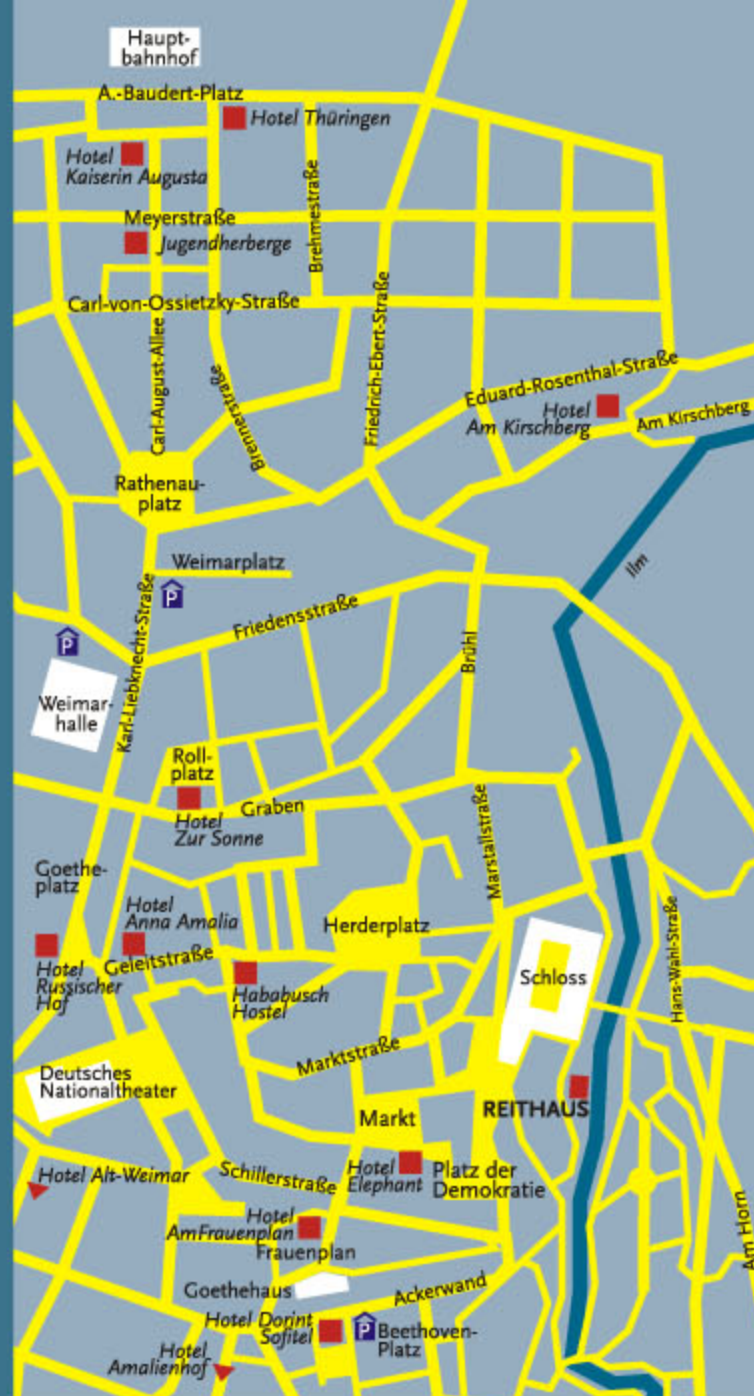 Haupt-
bahnhof
A.-Baudert-Platz
Hotel Thüringen
Hotel
Kaiserin Augusta
Brehmestraße
Meyerstraße
Jugendherberge
Carl-von-Ossietzky-Straße
Carl-August-Allee
Brennerstraße
Friedrich-Ebert-Straße
Eduard-Rosenthal-Straße
Hotel
Am Kirschberg
Am Kirschberg
Rathenau-
platz
Weimarplatz
P
Ilm
Friedensstraße
P
Karl-Liebknecht-Straße
Brühl
Weimar-
halle
Roll-
platz
Graben
Hotel
Zur Sonne
Marstallstraße
Goethe-
platz
Hotel
Anna Amalia
Herderplatz
Hans-Wahl-Straße
Geleitstraße
Hotel
Russischer
Hof
Hababusch
Hostel
Schloss
Marktstraße
Deutsches
Nationaltheater
REITHAUS
Markt
Hotel Alt-Weimar
Schillerstraße
Hotel
Elephant
Platz der
Demokratie
Am Horn
Hotel
AmFrauenplan
Frauenplan
Goethehaus
Ackerwand
Hotel Dorint
Sofitel
P
Beethoven-
Platz
Hotel
Amalienhof